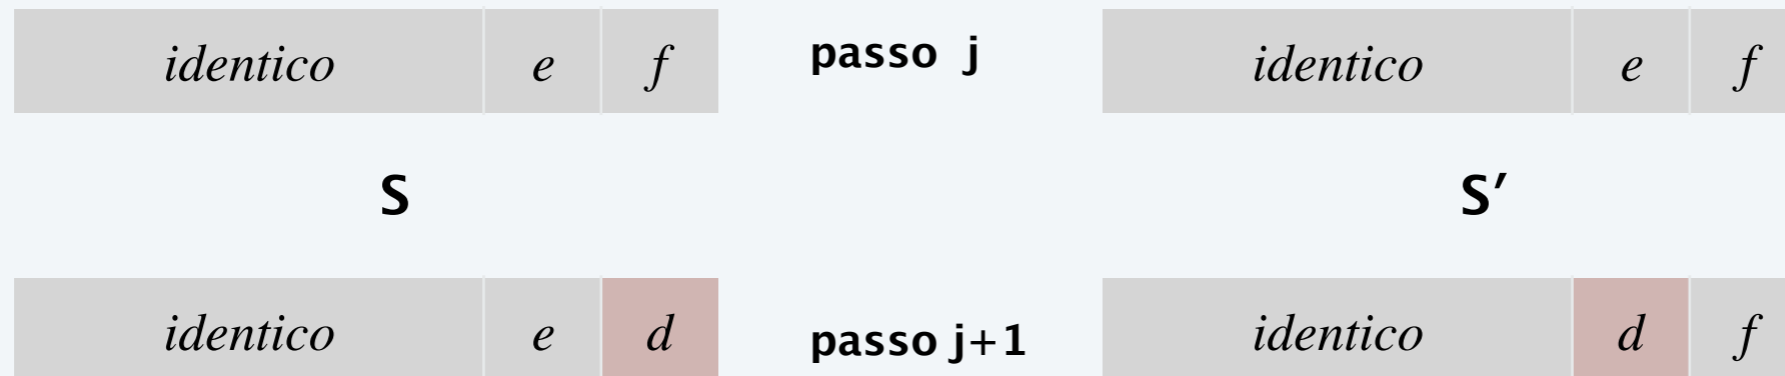 identico e f passo j identico e f
S S′
identico e d passo j+1 identico d f